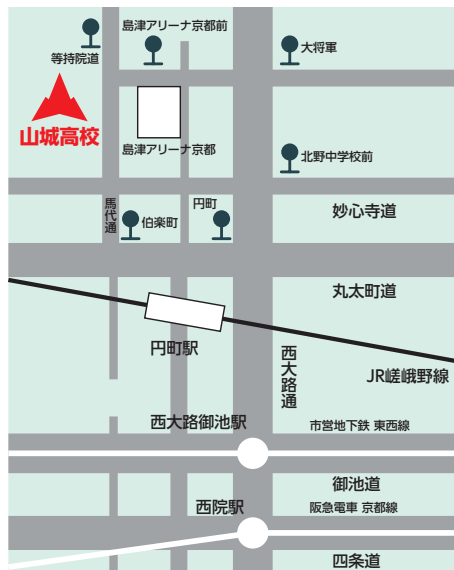 島津アリーナ京都前
等持院道
大将軍
山城高校
島津アリーナ京都
北野中学校前
馬代通
円町
伯楽町
妙心寺道
丸太町道
円町駅
西大路通
JR嵯峨野線
西大路御池駅
市営地下鉄 東西線
御池道
西院駅
阪急電車 京都線
四条道